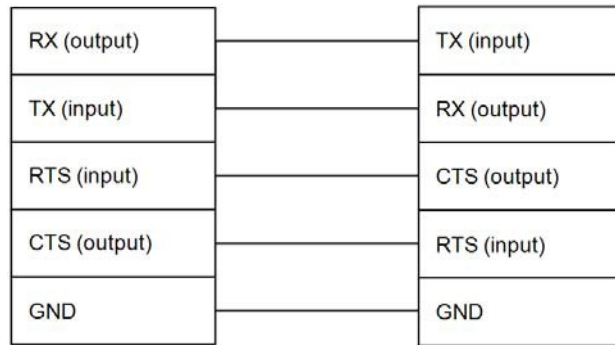 RX (output)
TX (input)
TX (input)
RX (output)
RTS (input)
CTS (output)
CTS (output)
RTS (input)
GND
GND